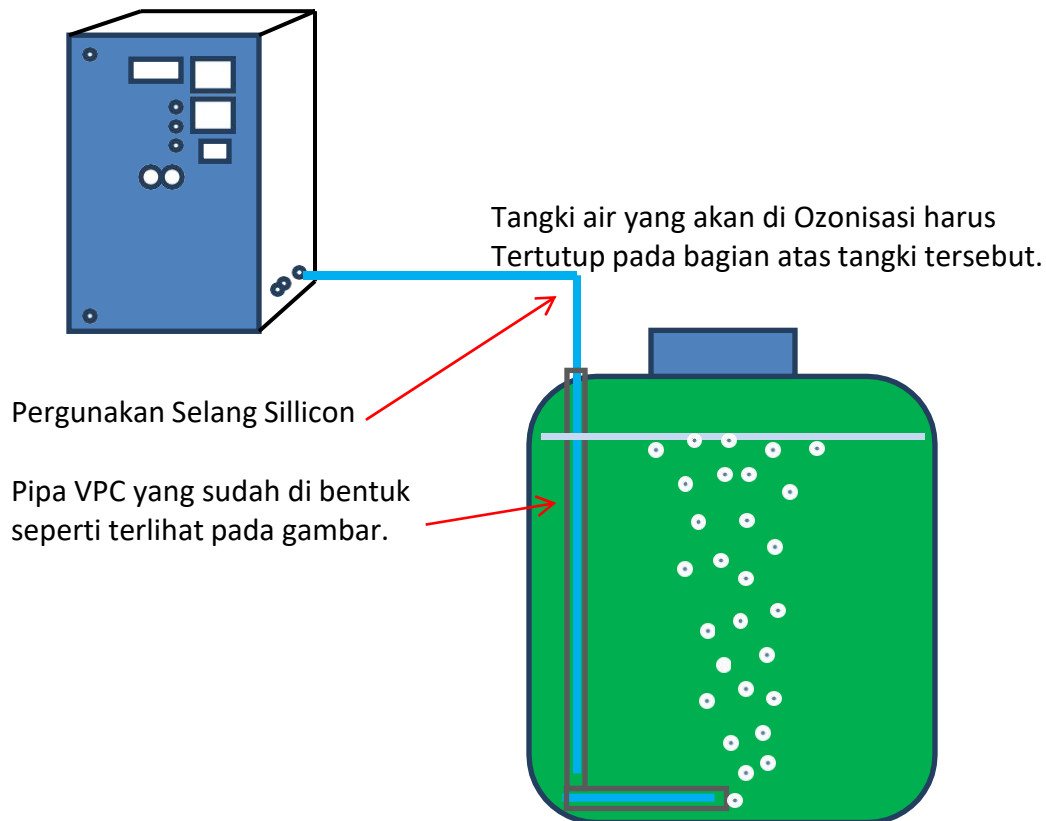 Tangki air yang akan di Ozonisasi harus
Tertutup pada bagian atas tangki tersebut.
Pergunakan Selang Sillicon
Pipa VPC yang sudah di bentuk
seperti terlihat pada gambar.